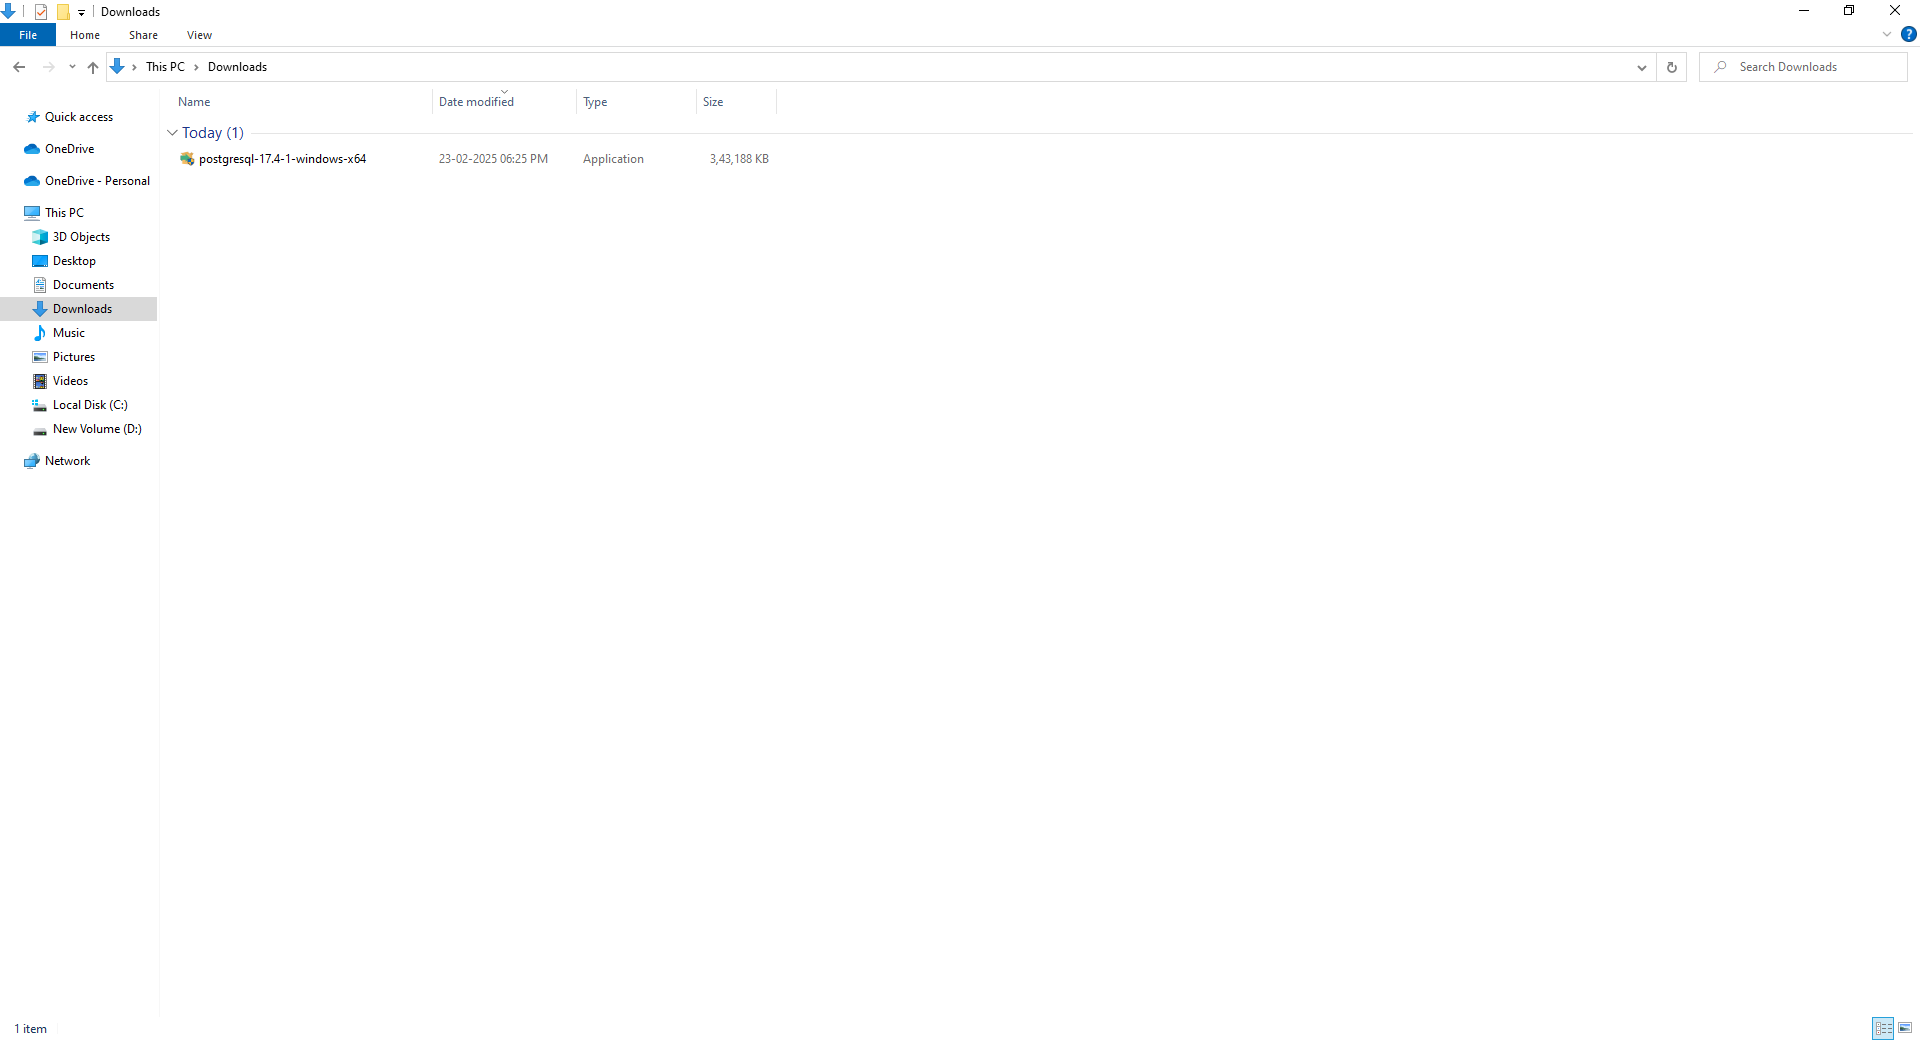 Downloads
File Home Share View
This PC > Downloads
Search Downloads
Name Date modified Type Size
Today (1)
postgresql-17.4-1-windows-x64 23-02-2025 06:25 PM Application 3,43,188 KB
Quick access
OneDrive
OneDrive - Personal
This PC
3D Objects
Desktop
Documents
Downloads
Music
Pictures
Videos
Local Disk (C:)
New Volume (D:)
Network
1 item